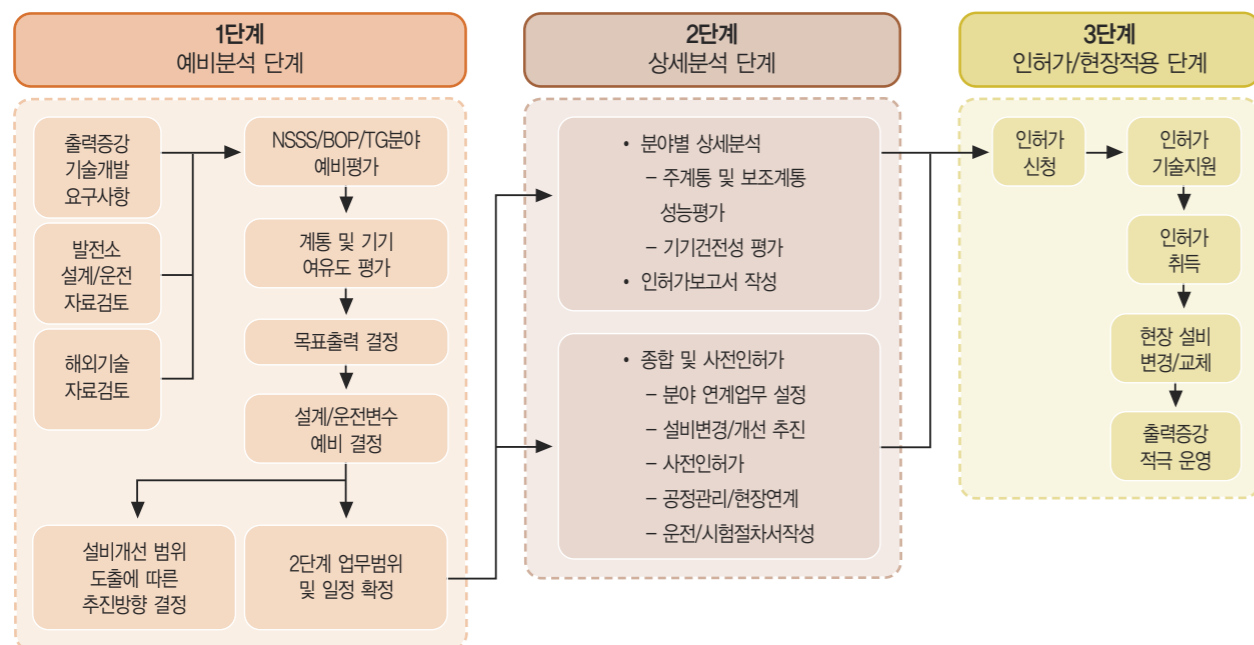 1단계
예비분석 단계
출력증강
기술개발
요구사항
발전소
설계/운전
자료검토
해외기술
자료검토
NSSS/BOP/TG분야
예비평가
계통 및 기기
여유도 평가
목표출력 결정
설계/운전변수
예비 결정
설비개선 범위
도출에 따른
추진방향 결정
2단계 업무범위
및 일정 확정
2단계
상세분석 단계
• 분야별 상세분석
– 주계통 및 보조계통
성능평가
– 기기건전성 평가
• 인허가보고서 작성
• 종합 및 사전인허가
– 분야 연계업무 설정
– 설비변경/개선 추진
– 사전인허가
– 공정관리/현장연계
– 운전/시험절차서작성
3단계
인허가/현장적용 단계
인허가
신청
인허가
기술지원
인허가
취득
현장 설비
변경/교체
출력증강
적극 운영